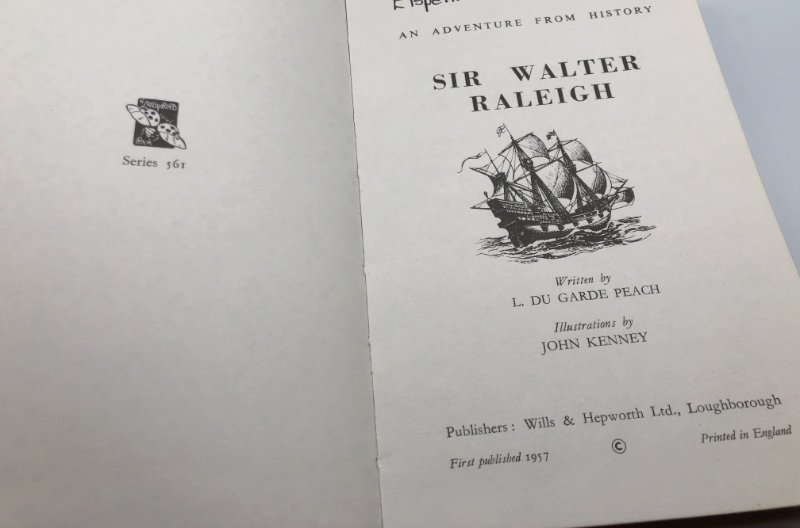 Series 561
AN ADVENTURE FROM HISTORY
SIR WALTER
RALEIGH
Written by
L. DU GARDE PEACH
Illustrations by
JOHN KENNEY
Publishers: Wills & Hepworth Ltd., Loughborough
First published 1957 © Printed in England